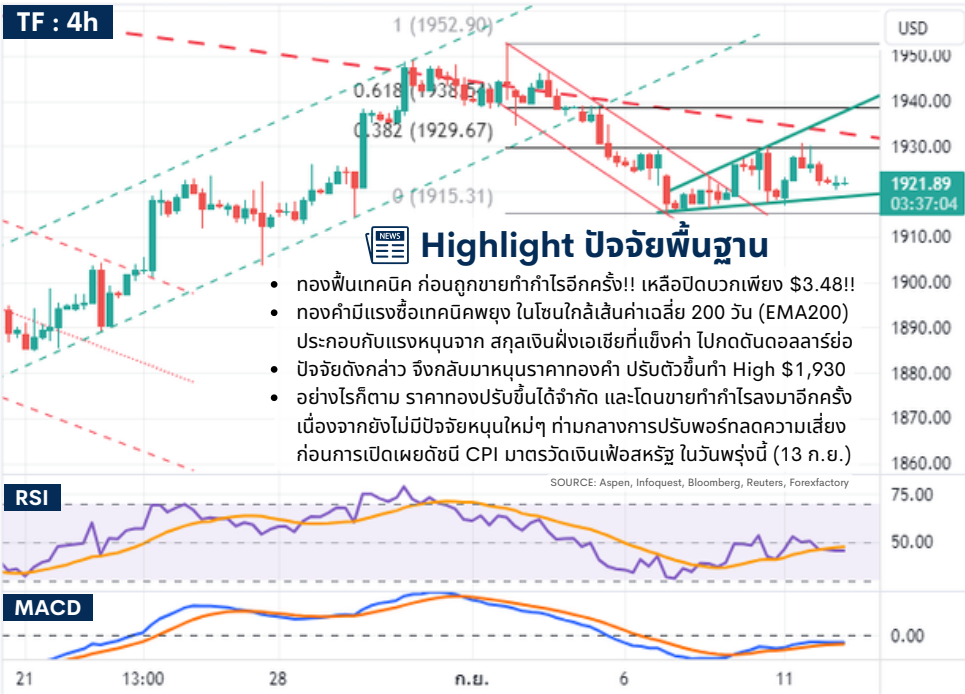 TF : 4h
USD
1 (1952.90)
1950.00
0.618 (1938.54)
1940.00
0.382 (1929.67)
1930.00
1921.89
03:37:04
0 (1915.31)
1910.00
1900.00
1890.00
1880.00
1870.00
1860.00
NEWS
Highlight ปัจจัยพื้นฐาน
• ทองฟื้นเทคนิค ก่อนถูกขายทำกำไรอีกครั้ง!! เหลือปิดบวกเพียง $3.48!!
• ทองคำมีแรงซื้อเทคนิคพยุง ในโซนใกล้เส้นค่าเฉลี่ย 200 วัน (EMA200)
ประกอบกับแรงหนุนจาก สกุลเงินฝั่งเอเชียที่แข็งค่า ไปกดดันดอลลาร์ย่อ
• ปัจจัยดังกล่าว จึงกลับมาหนุนราคาทองคำ ปรับตัวขึ้นทำ High $1,930
• อย่างไรก็ตาม ราคาทองปรับขึ้นได้จำกัด และโดนขายทำกำไรลงมาอีกครั้ง
เนื่องจากยังไม่มีปัจจัยหนุนใหม่ๆ ท่ามกลางการปรับพอร์ทลดความเสี่ยง
ก่อนการเปิดเผยดัชนี CPI มาตรวัดเงินเฟ้อสหรัฐ ในวันพรุ่งนี้ (13 ก.ย.)
SOURCE: Aspen, Infoquest, Bloomberg, Reuters, Forexfactory
RSI
75.00
50.00
MACD
0.00
21
13:00
28
ก.ย.
6
11